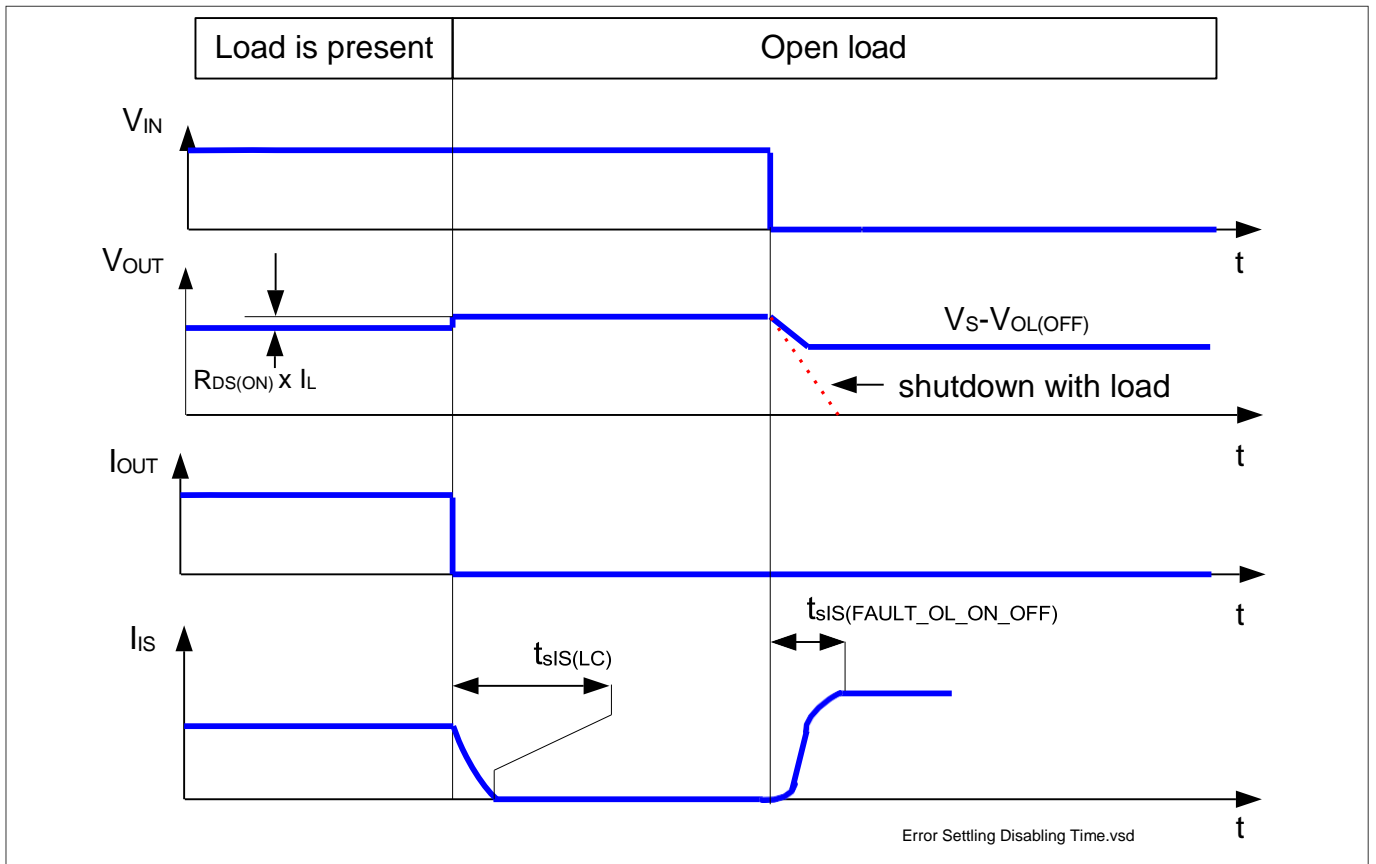 Load is present
Open load
VIN
t
VOUT
RDS(ON) x IL
VS-VOL(OFF)
shutdown with load
t
IOUT
t
IIS
tsIS(LC)
tsIS(FAULT_OL_ON_OFF)
t
Error Settling Disabling Time.vsd